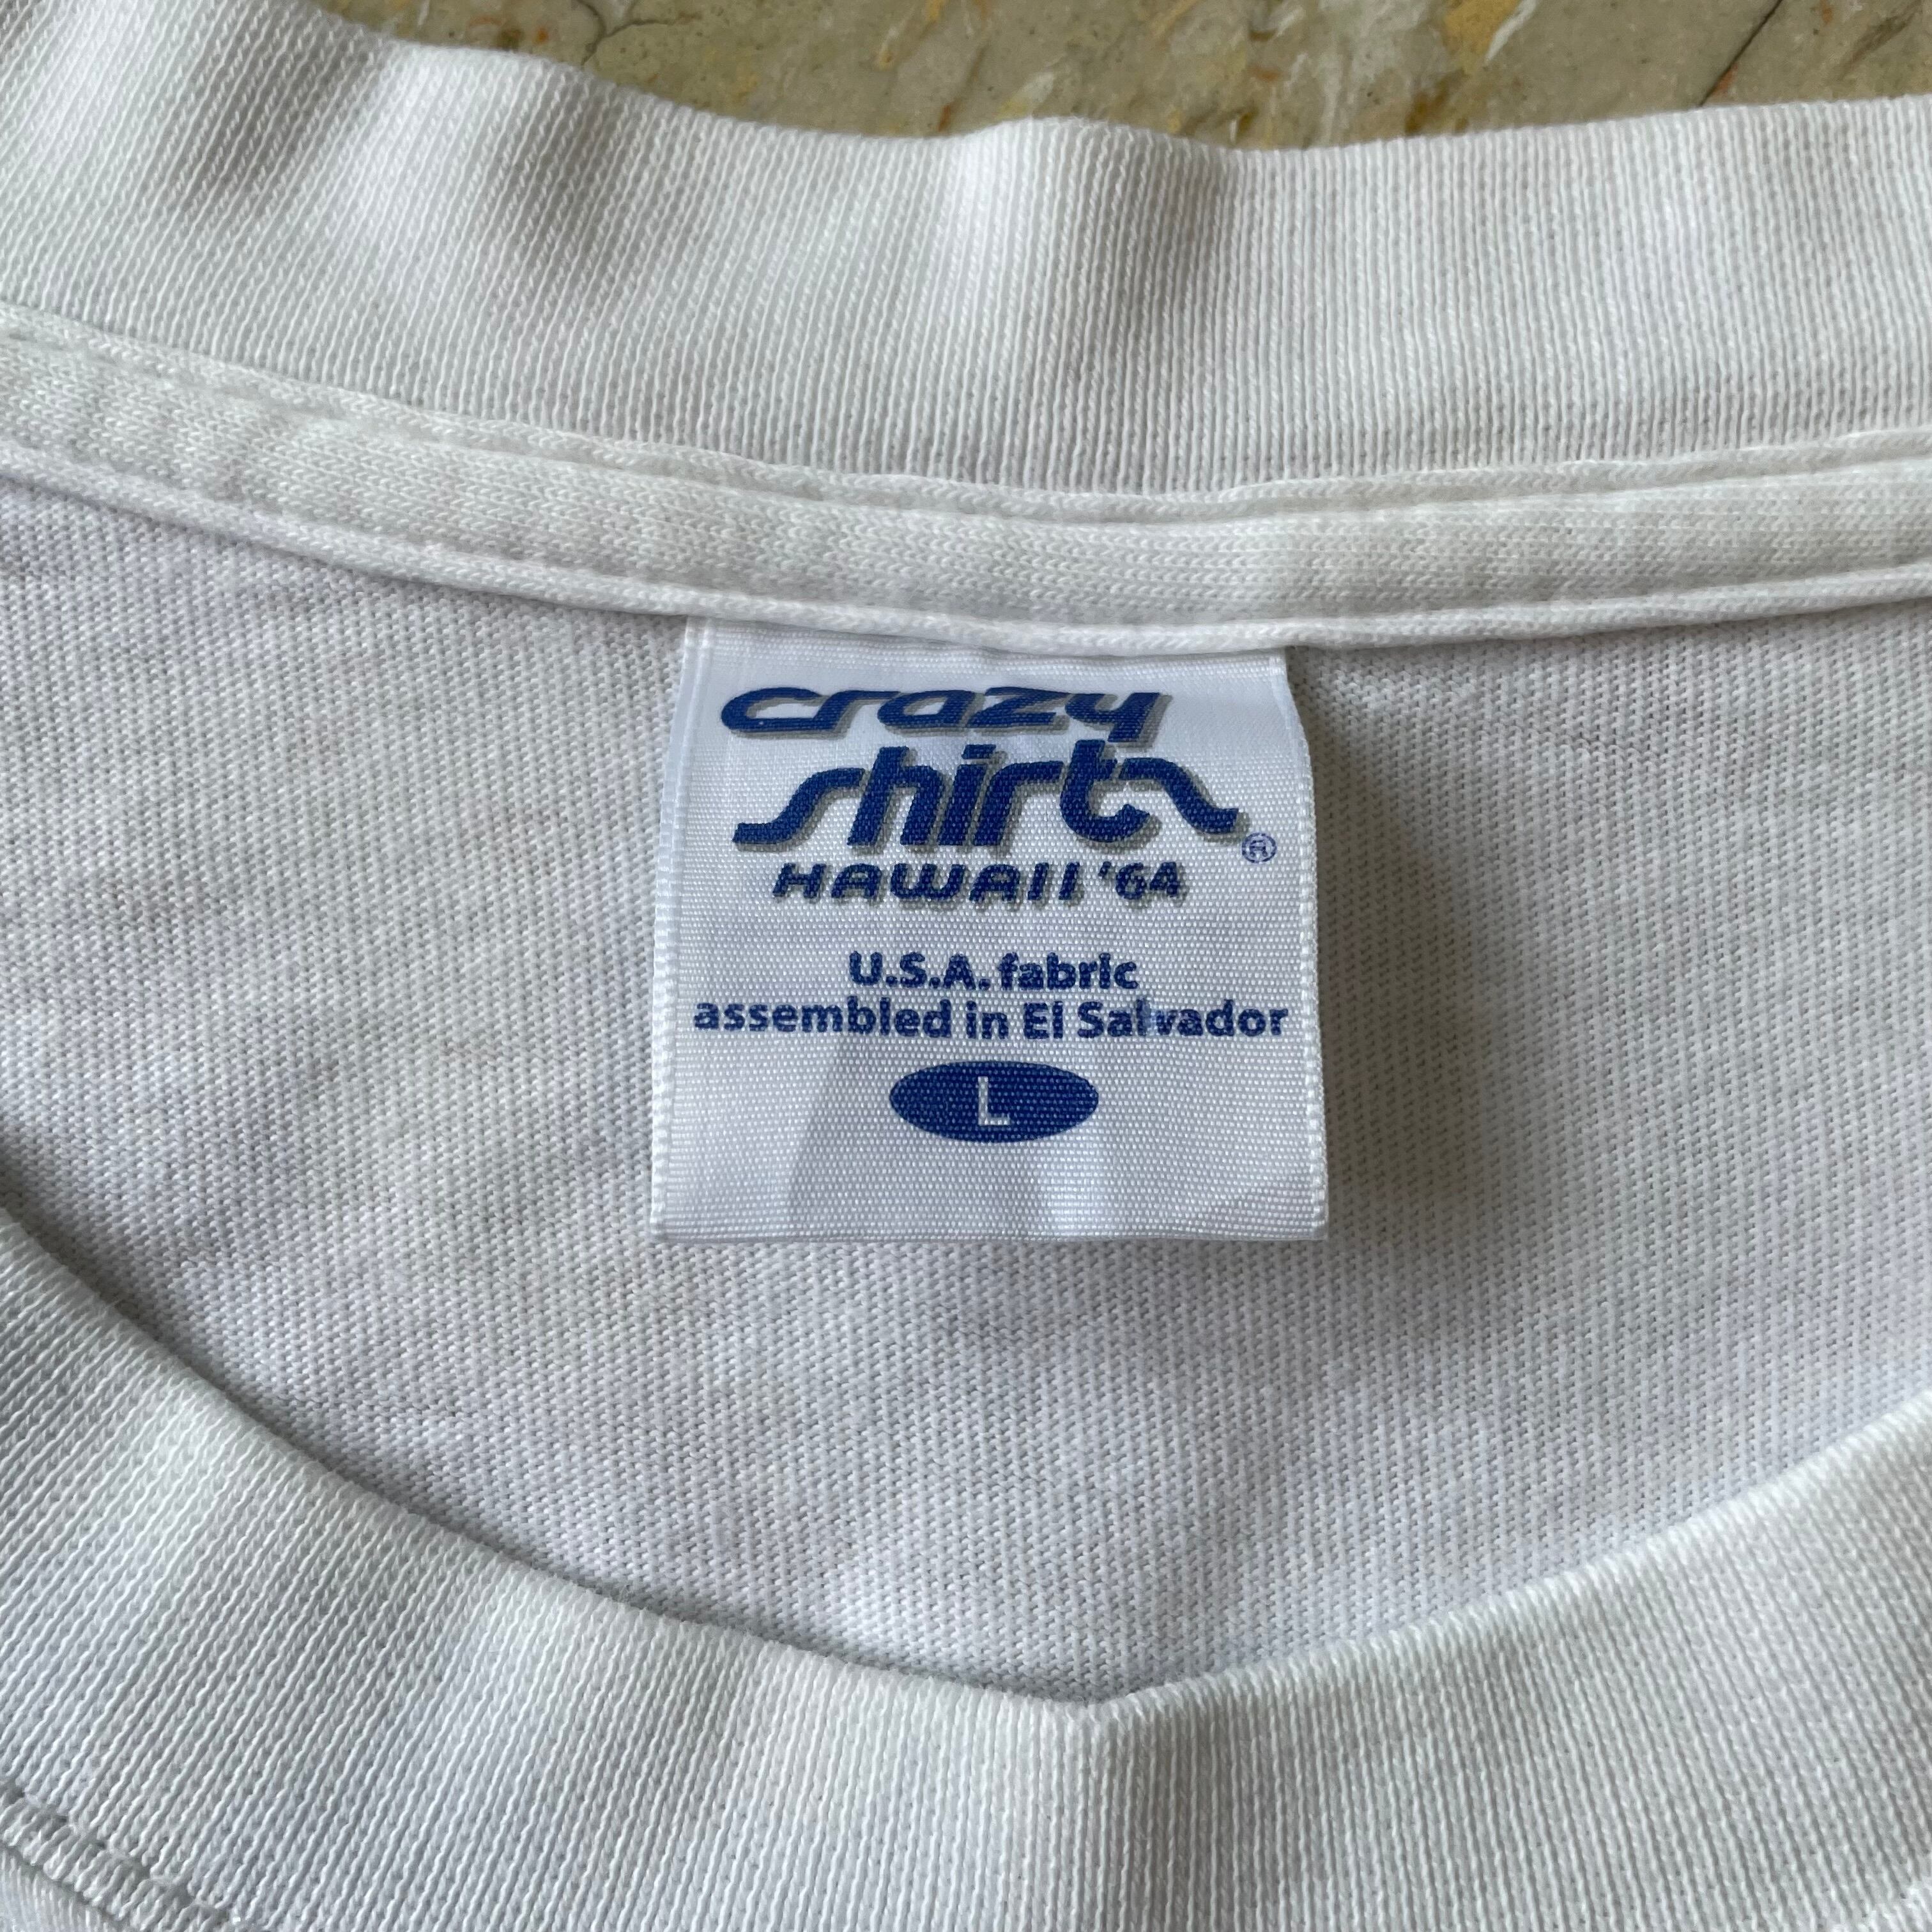 crazy
shirts®
HAWAII '64
U.S.A. fabric
assembled in El Salvador
L